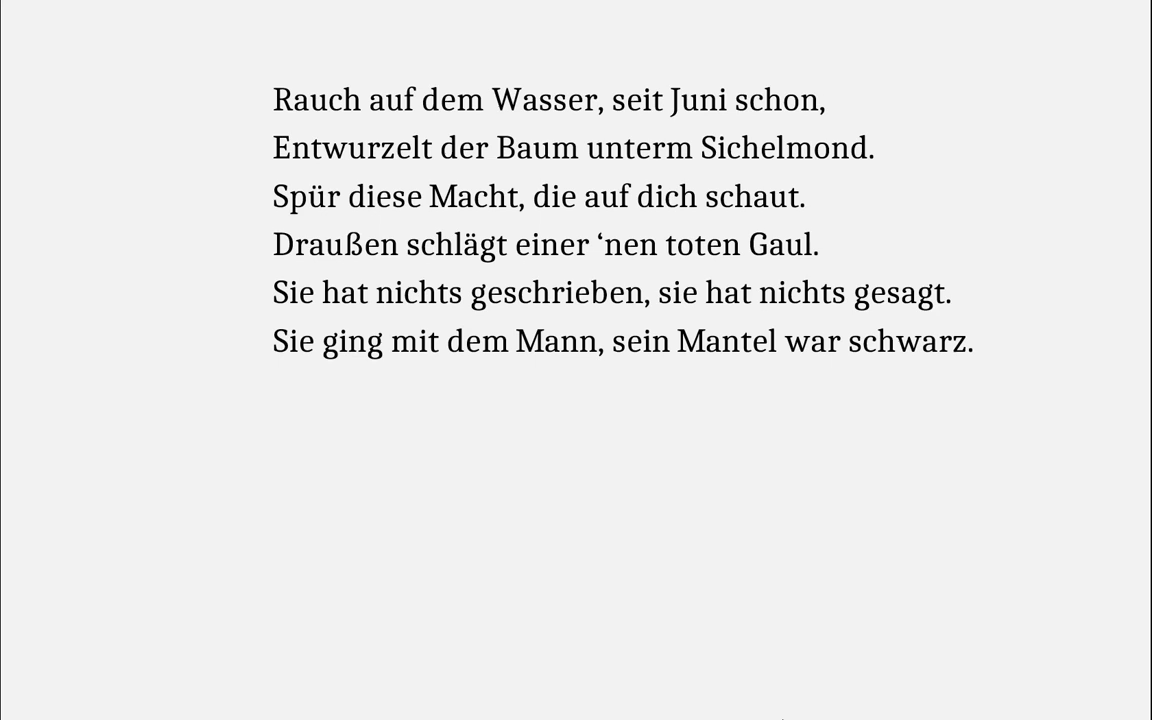 Rauch auf dem Wasser, seit Juni schon,
Entwurzelt der Baum unterm Sichelmond.
Spür diese Macht, die auf dich schaut.
Draußen schlägt einer ‘nen toten Gaul.
Sie hat nichts geschrieben, sie hat nichts gesagt.
Sie ging mit dem Mann, sein Mantel war schwarz.